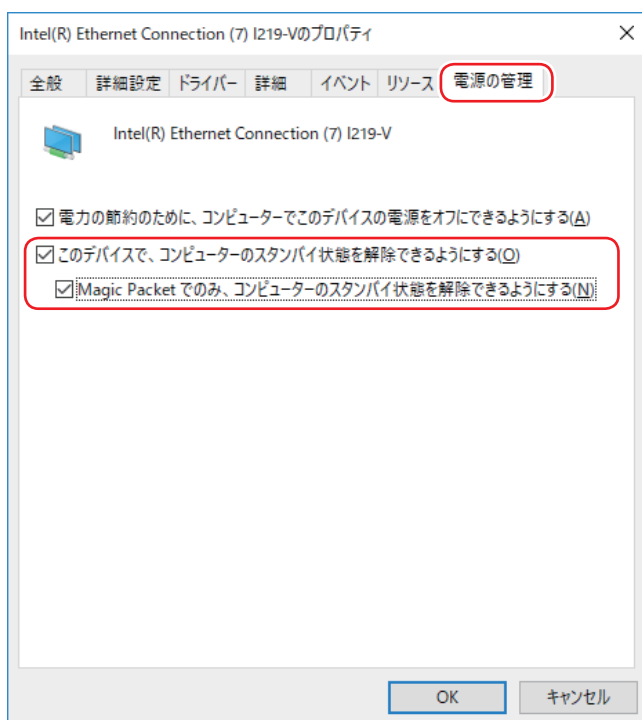 Intel(R) Ethernet Connection (7) I219-Vのプロパティ
全般 詳細設定 ドライバー 詳細 イベント リソース 電源の管理
Intel(R) Ethernet Connection (7) I219-V
電力の節約のために、コンピューターでこのデバイスの電源をオフにできるようにする(A)
このデバイスで、コンピューターのスタンバイ状態を解除できるようにする(O)
Magic Packet でのみ、コンピューターのスタンバイ状態を解除できるようにする(N)
OK キャンセル